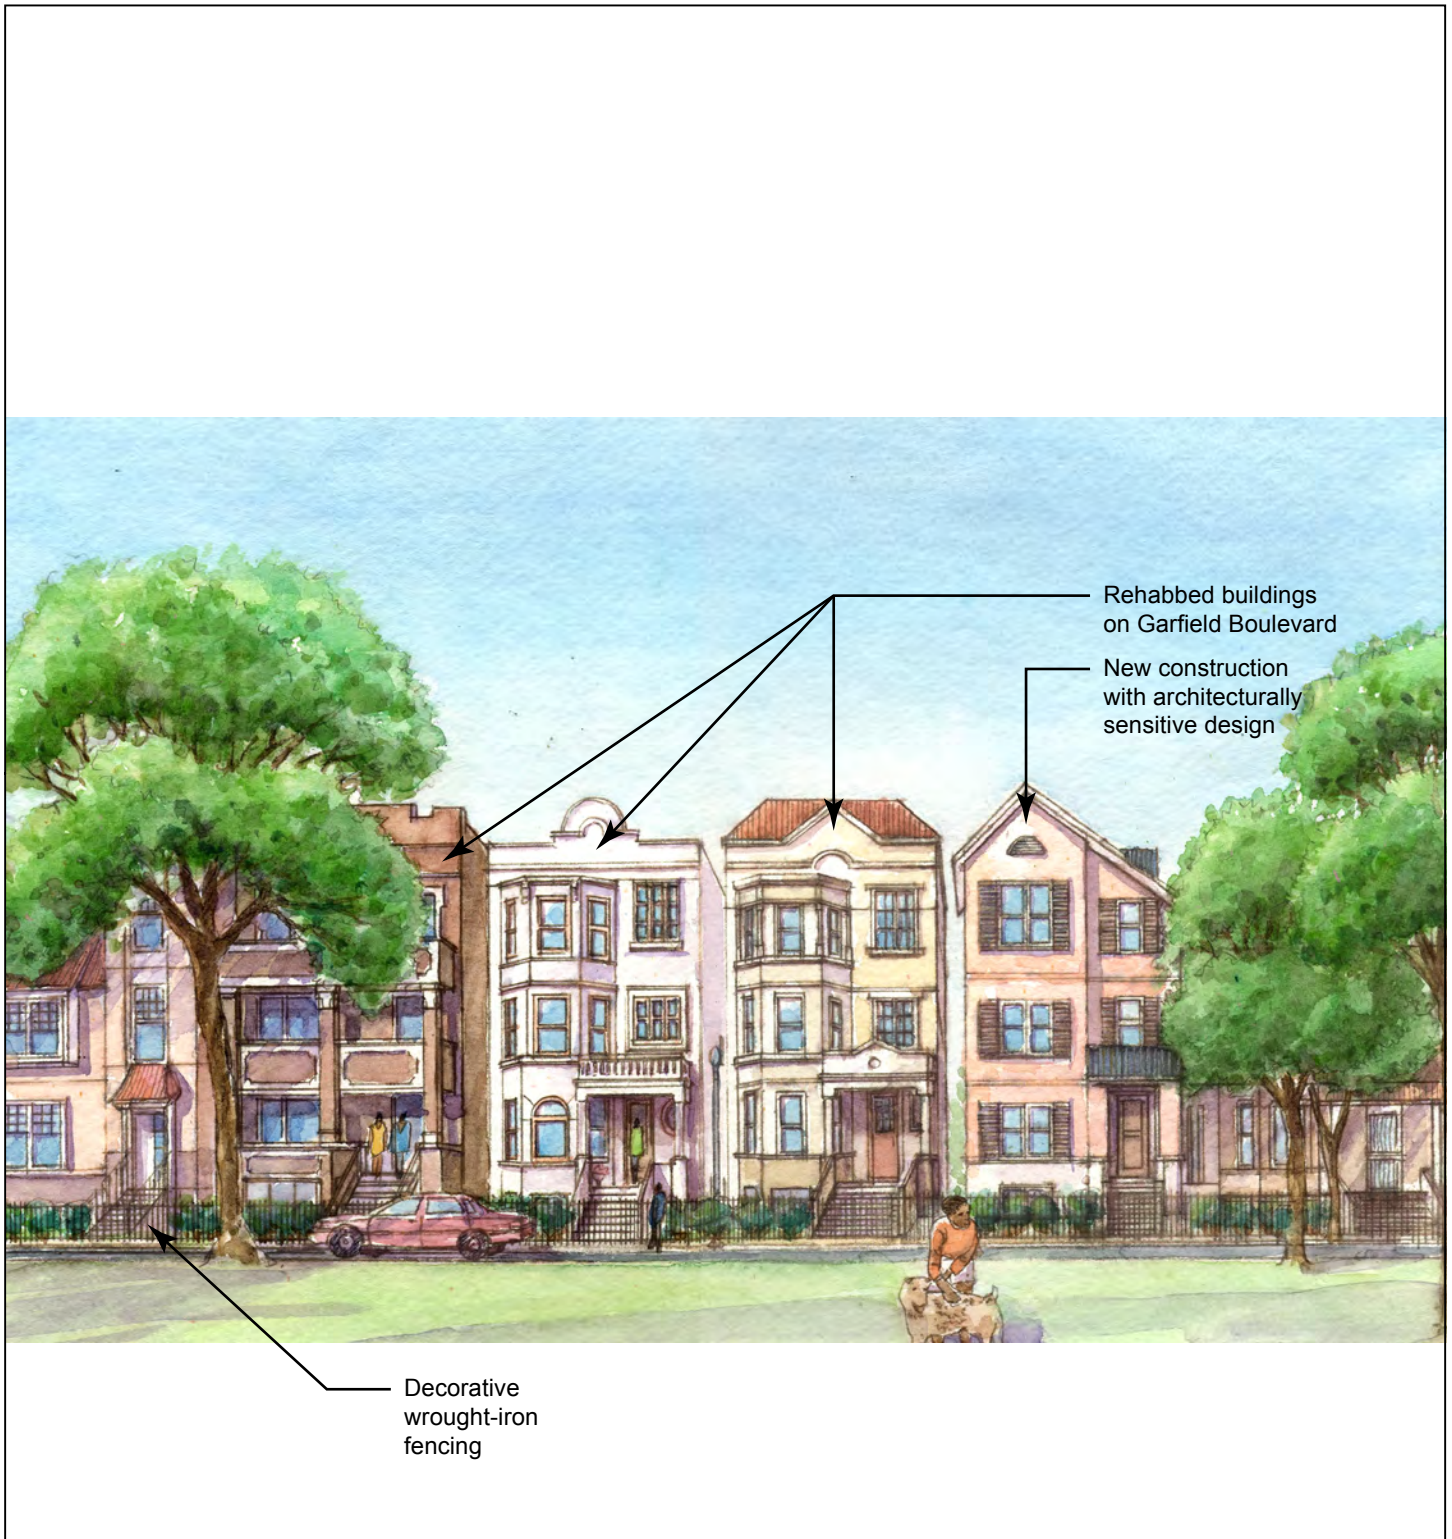 Rehabbed buildings
on Garfield Boulevard
New construction
with architecturally
sensitive design
Decorative
wrought-iron
fencing